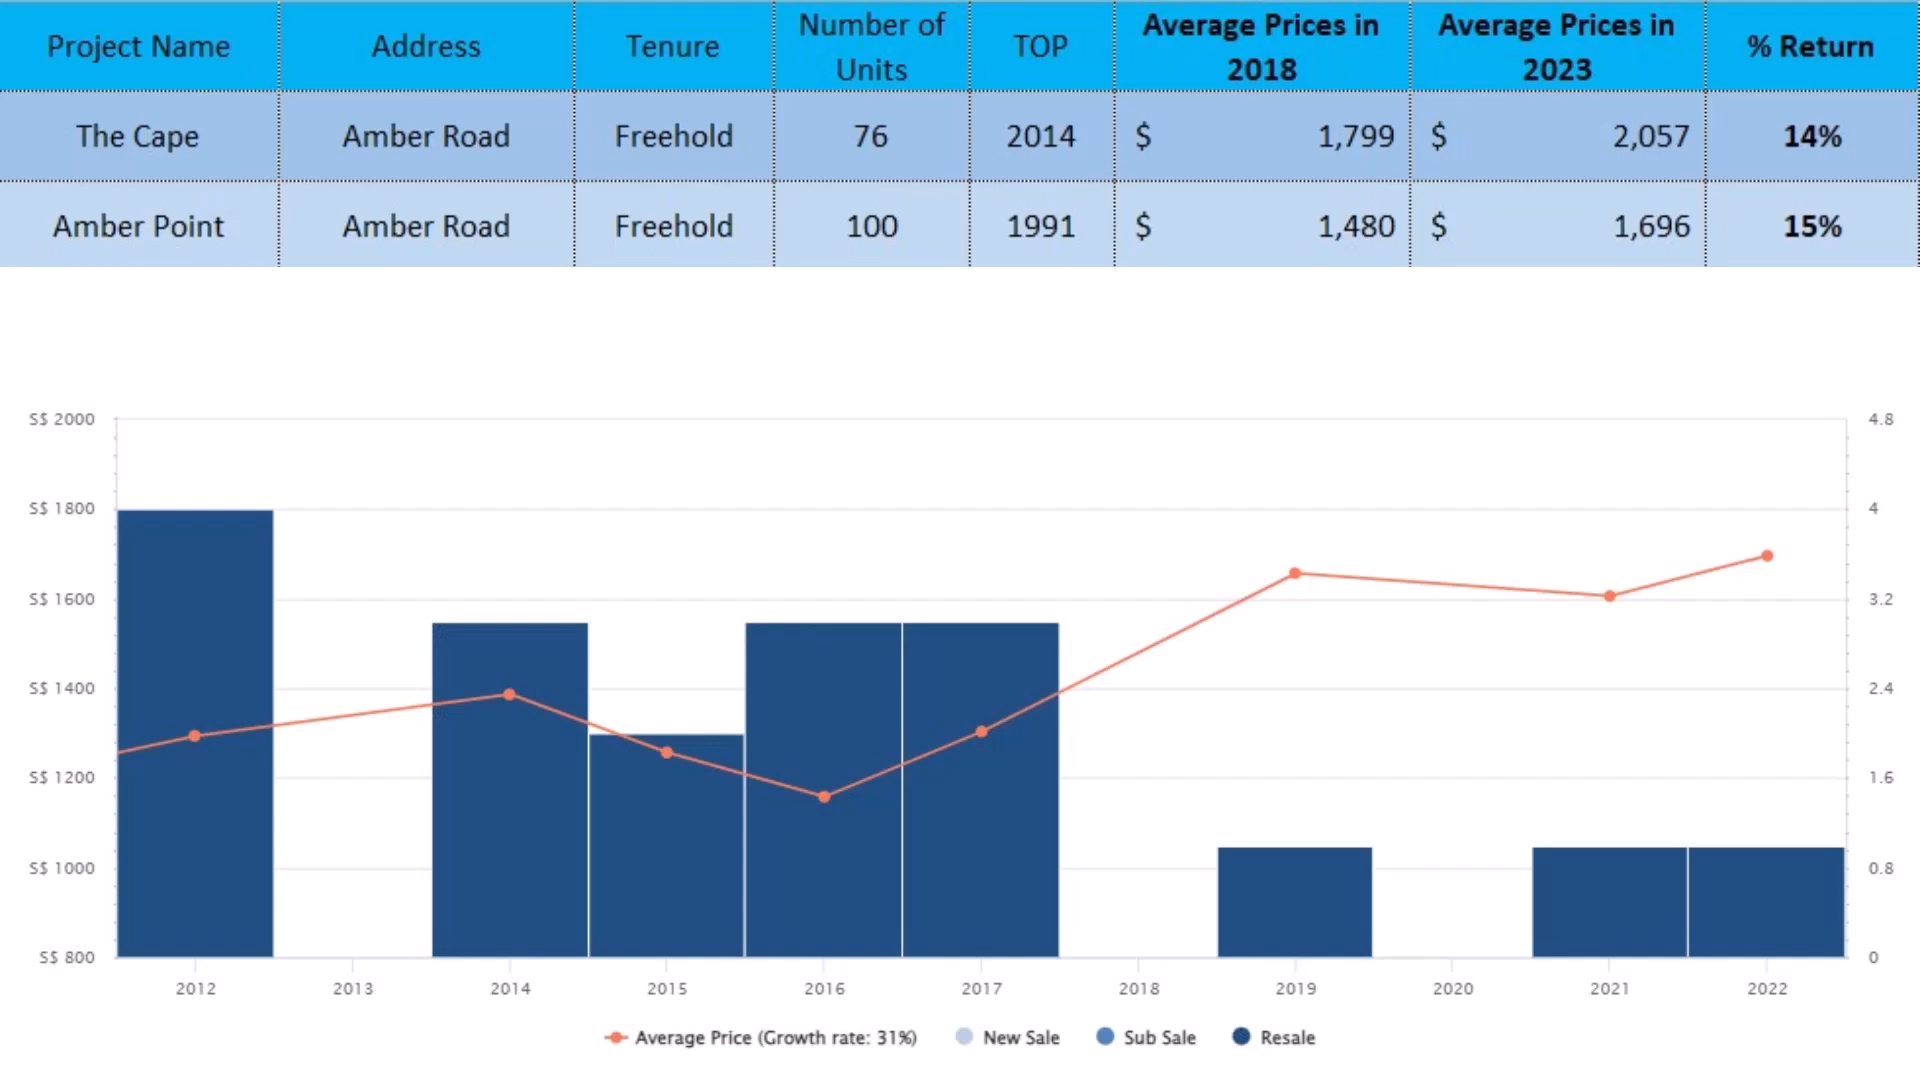 Project Name Address Tenure Number of Units TOP Average Prices in 2018 Average Prices in 2023 % Return
The Cape Amber Road Freehold 76 2014 $ 1,799 $ 2,057 14%
Amber Point Amber Road Freehold 100 1991 $ 1,480 $ 1,696 15%
S$ 2000 4.8
S$ 1800 4
S$ 1600 3.2
S$ 1400 2.4
S$ 1200 1.6
S$ 1000 0.8
S$ 800 0
2012 2013 2014 2015 2016 2017 2018 2019 2020 2021 2022
Average Price (Growth rate: 31%) New Sale Sub Sale Resale